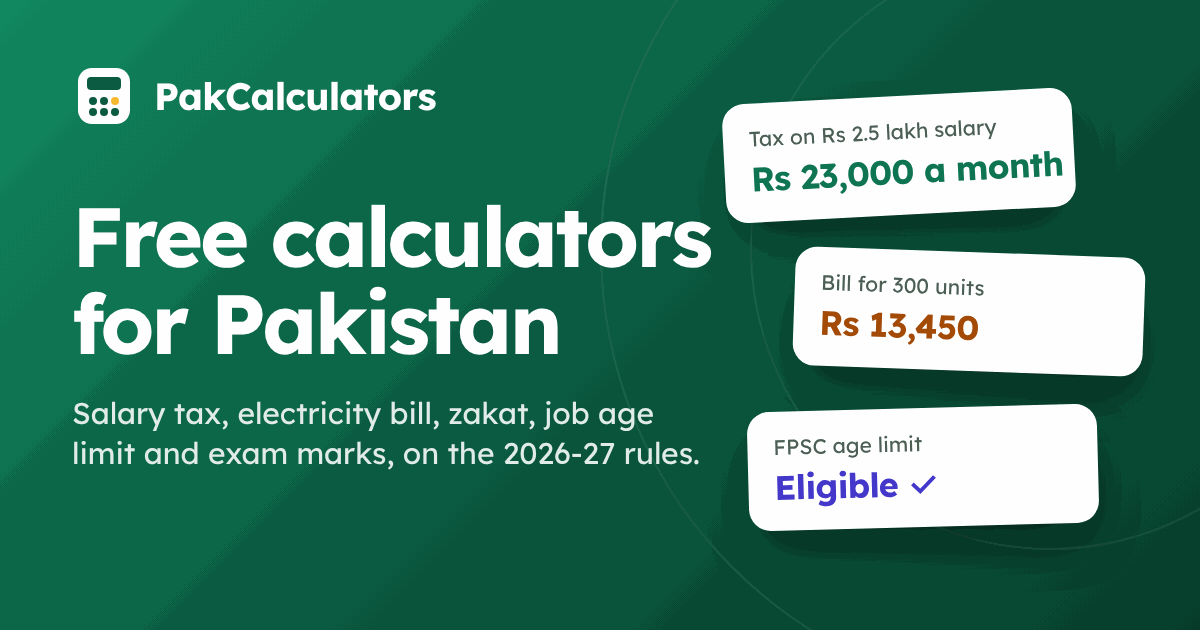 PakCalculators
Free calculators
for Pakistan
Salary tax, electricity bill, zakat, job age
limit and exam marks, on the 2026-27 rules.
Tax on Rs 2.5 lakh salary
Rs 23,000 a month
Bill for 300 units
Rs 13,450
FPSC age limit
Eligible ✓